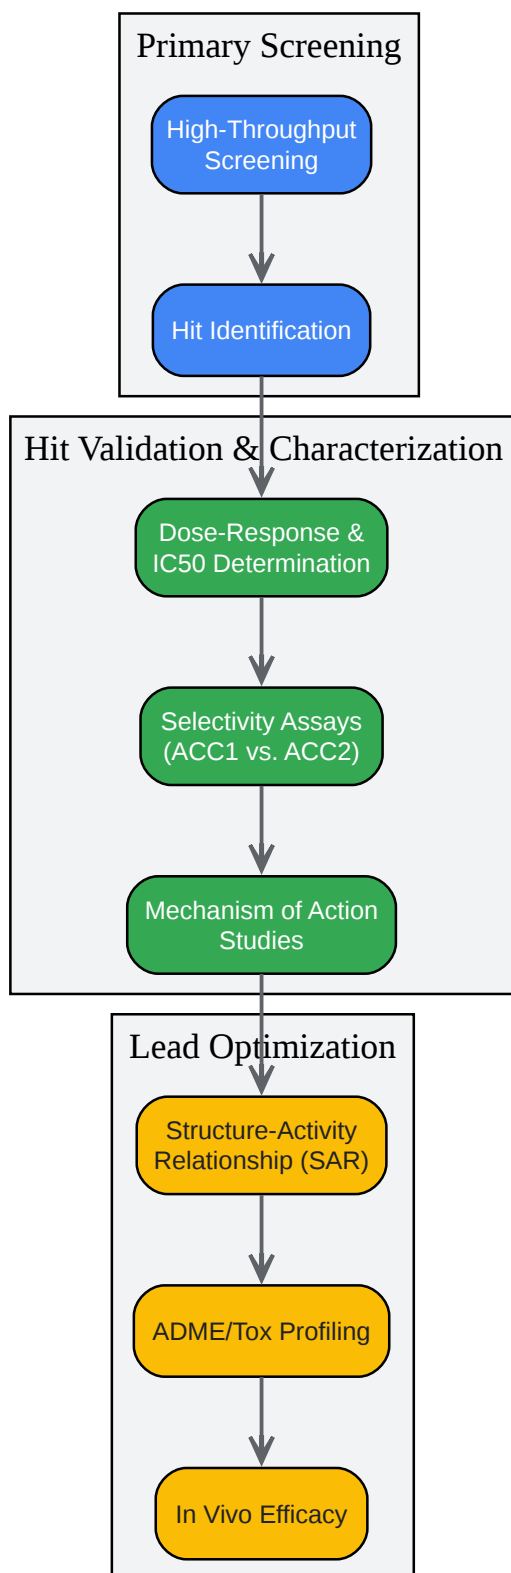 Primary Screening
High-Throughput
Screening
Hit Identification
Hit Validation & Characterization
Dose-Response &
IC50 Determination
Selectivity Assays
(ACC1 vs. ACC2)
Mechanism of Action
Studies
Lead Optimization
Structure-Activity
Relationship (SAR)
ADME/Tox Profiling
In Vivo Efficacy